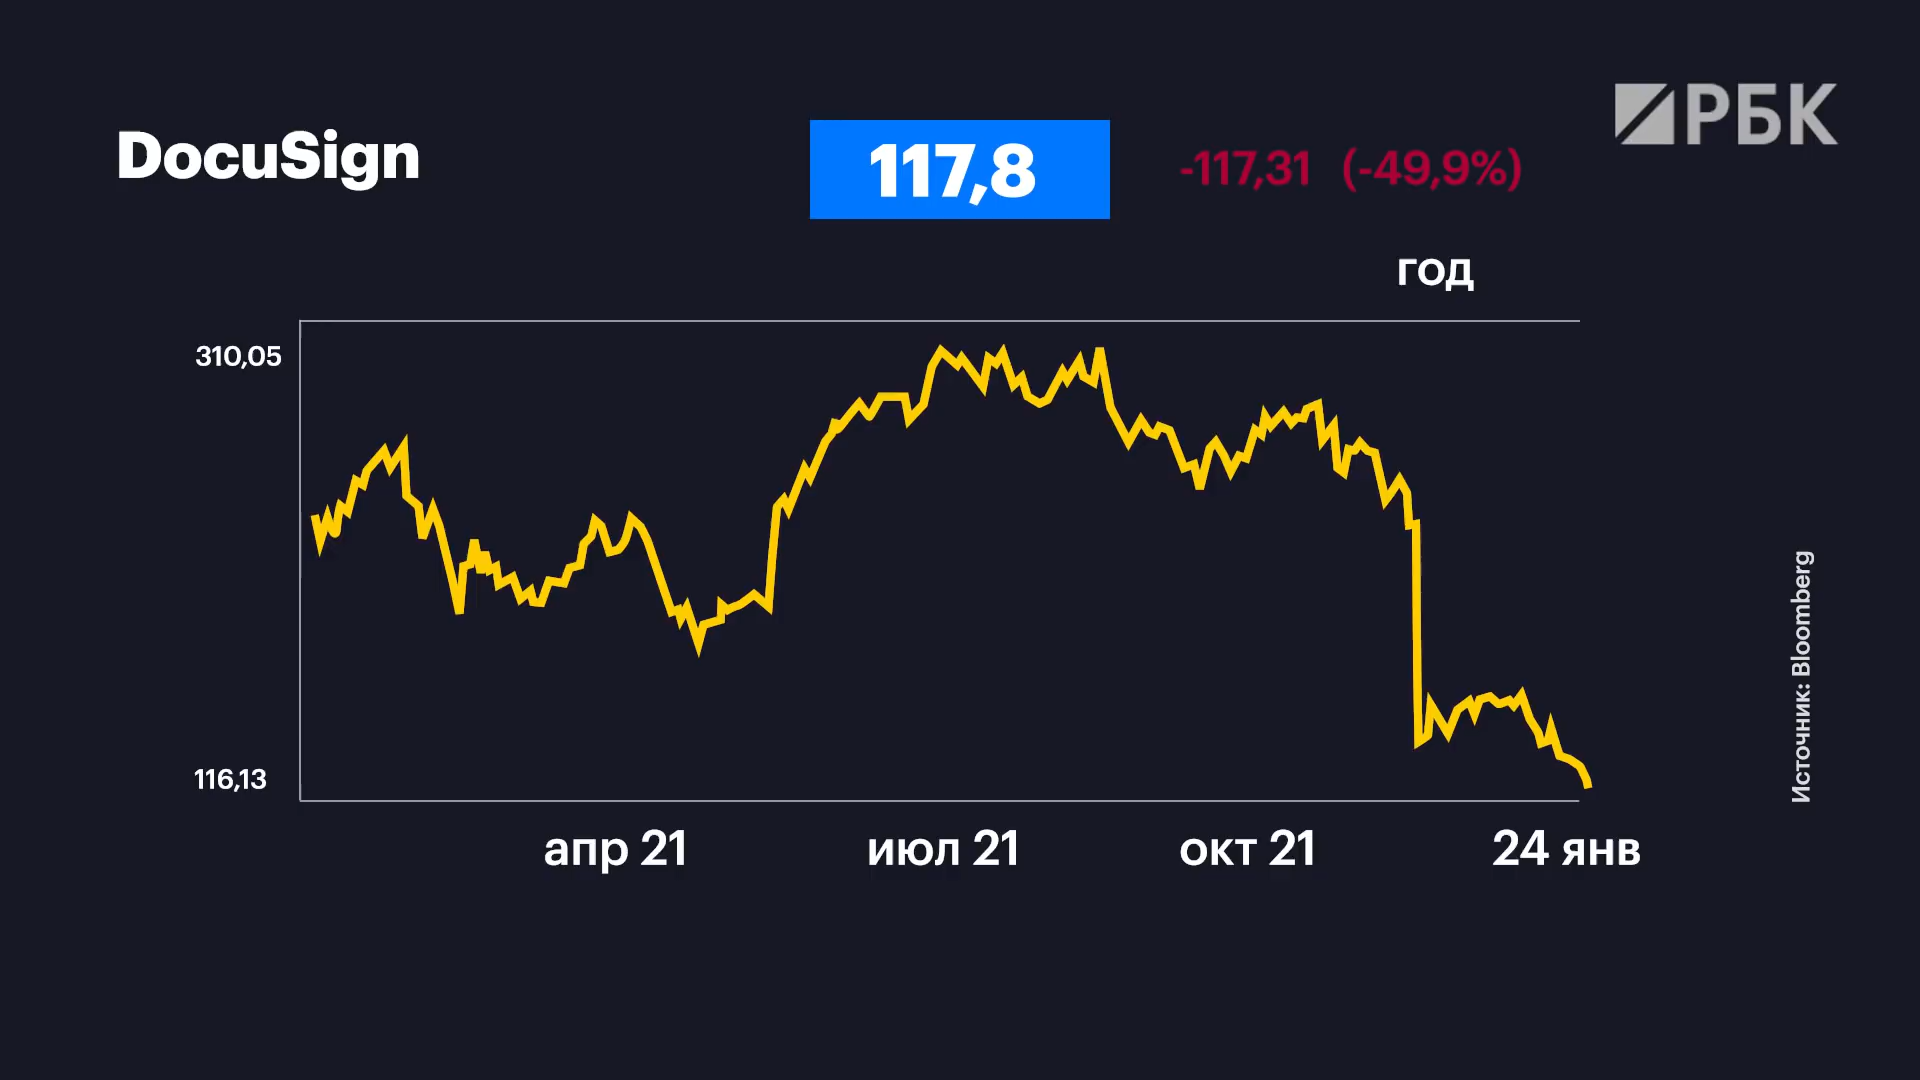 РБК
DocuSign
117,8
-117,31 (-49,9%)
год
310,05
116,13
апр 21
июл 21
окт 21
24 янв
Источник: Bloomberg